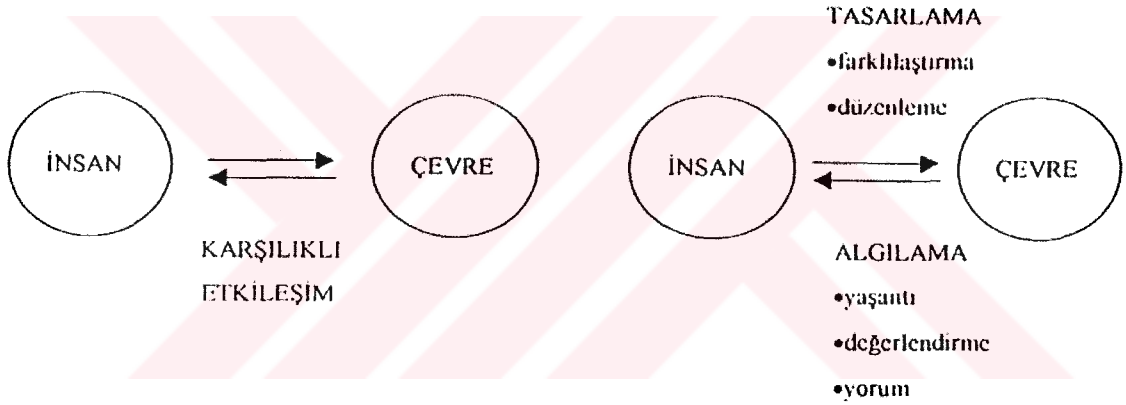 İNSAN
ÇEVRE
KARŞILIKLI
ETKİLEŞİM
TASARLAMA
•farklılaştırma
•düzenleme
İNSAN
ÇEVRE
ALGILAMA
•yaşantı
•değerlendirme
•yorum